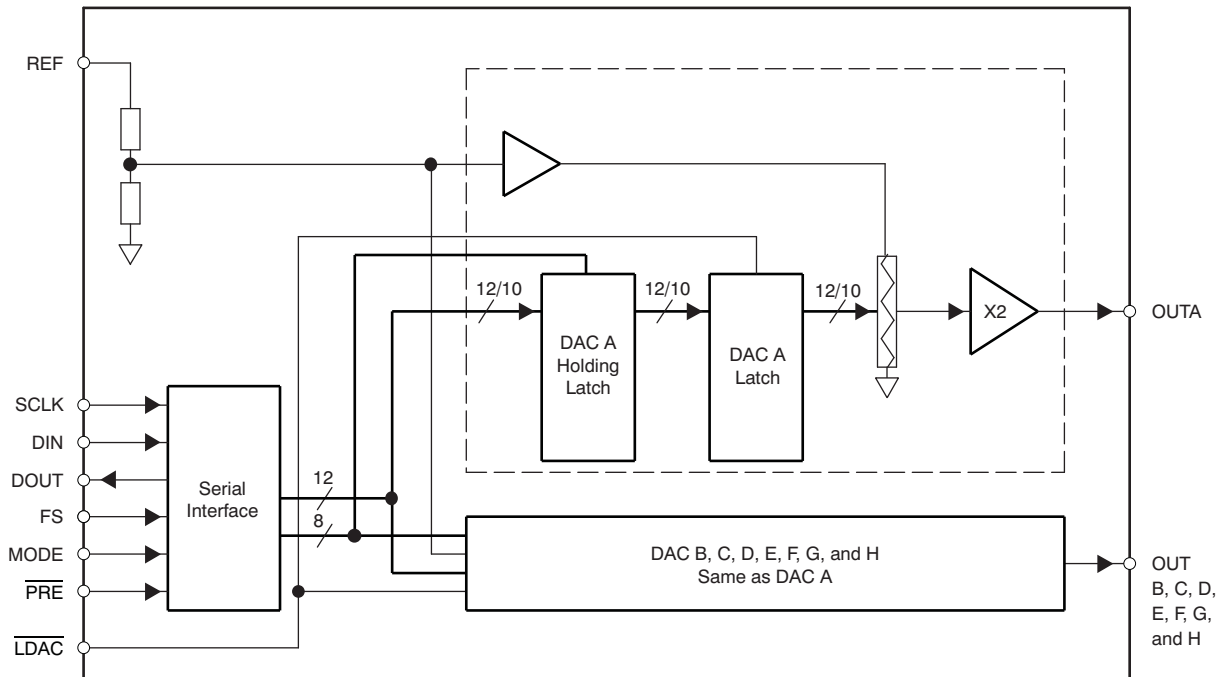 REF
12/10
12/10
12/10
X2
OUTA
DAC A
Holding
Latch
DAC A
Latch
SCLK
DIN
DOUT
FS
MODE
PRE
LDAC
Serial
Interface
12
8
DAC B, C, D, E, F, G, and H
Same as DAC A
OUT
B, C, D,
E, F, G,
and H